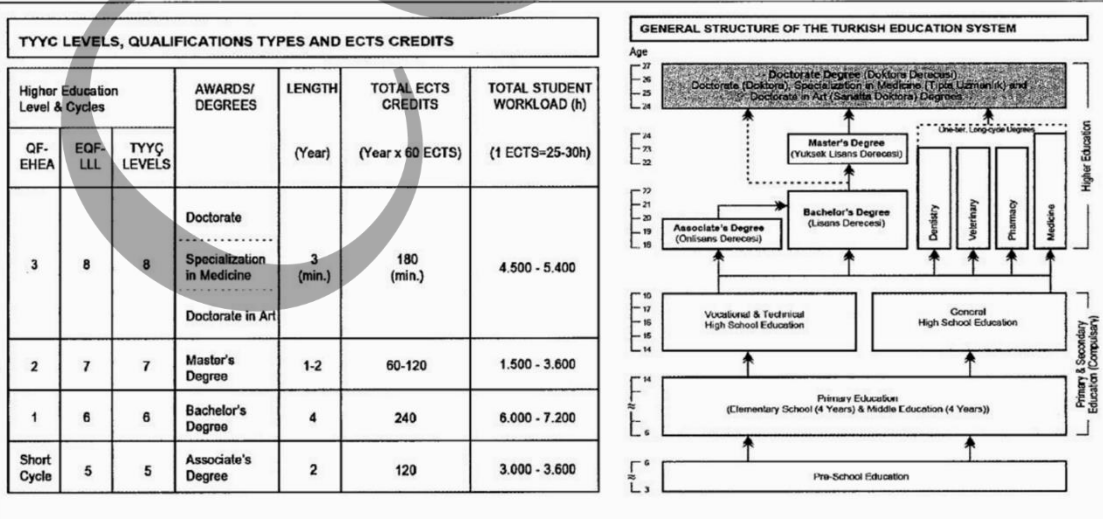 TYYÇ LEVELS, QUALIFICATIONS TYPES AND ECTS CREDITS
Higher Education Level & Cycles
AWARDS/ DEGREES
LENGTH
TOTAL ECTS CREDITS
TOTAL STUDENT WORKLOAD (h)
QF-EHEA
EQF-LLL
TYYÇ LEVELS
(Year)
(Year x 60 ECTS)
(1 ECTS=25-30h)
3
8
8
Doctorate
Specialization in Medicine
Doctorate in Art
3 (min.)
180 (min.)
4.500 - 5.400
2
7
7
Master's Degree
1-2
60-120
1.500 - 3.600
1
6
6
Bachelor's Degree
4
240
6.000 - 7.200
Short Cycle
5
5
Associate's Degree
2
120
3.000 - 3.600
GENERAL STRUCTURE OF THE TURKISH EDUCATION SYSTEM
Age
27
26
25
24
Doctorate Degree (Doktora Derecesi)
Doctorate (Doktora), Specialization in Medicine (Tıpta Uzmanlık) and
Doctorate in Art (Sanatta Doktora) Degrees
24
23
22
Master's Degree
(Yuksek Lisans Derecesi)
One-tier, Long-cycle Degrees
22
21
20
19
18
Associate's Degree
(Onlisans Derecesi)
Bachelor's Degree
(Lisans Derecesi)
Dentistry
Veterinary
Pharmacy
Medicine
Higher Education
17
16
15
14
Vocational & Technical
High School Education
General
High School Education
14
6
Primary Education
(Elementary School (4 Years) & Middle Education (4 Years))
Primary & Secondary
Education (Compulsary)
6
3
Pre-School Education